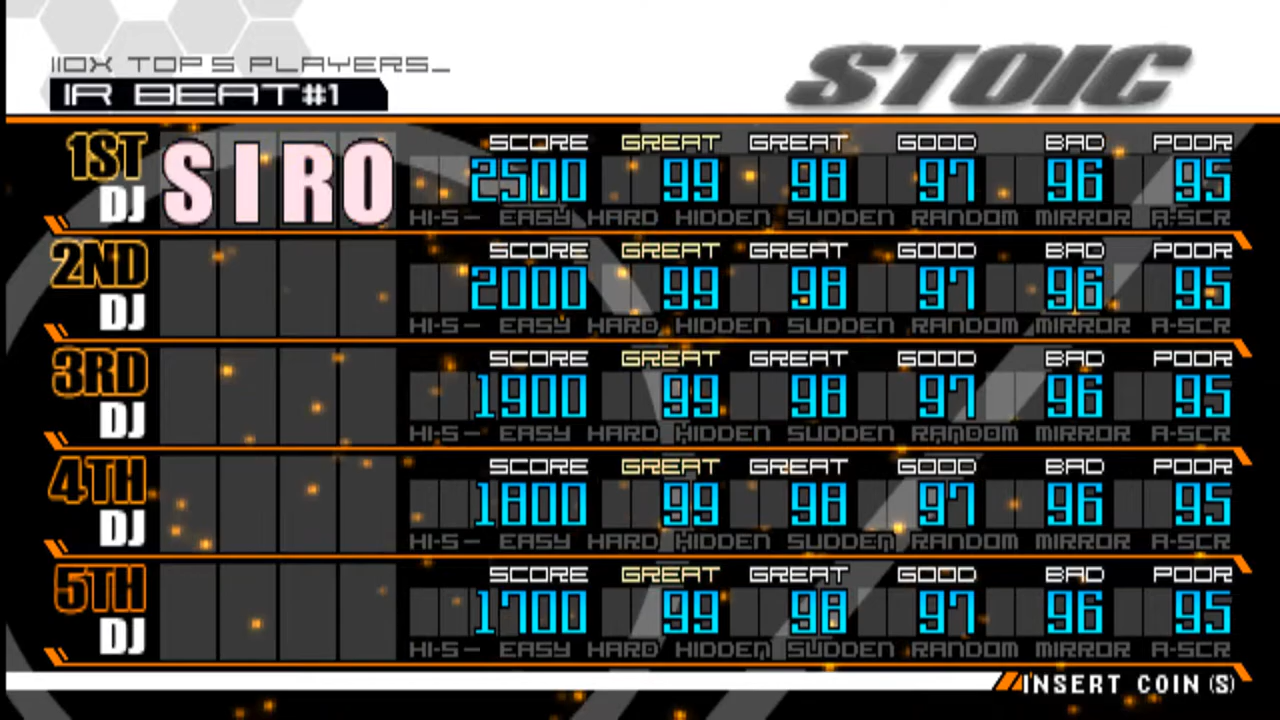 IIDX TOP 5 PLAYERS_
STOIC
IR BEAT#1
1ST DJ SIRO
SCORE GREAT GREAT GOOD BAD POOR
2500 99 98 97 96 95
HI-S- EASY HARD HIDDEN SUDDEN RANDOM MIRROR A-SCR
2ND DJ
SCORE GREAT GREAT GOOD BAD POOR
2000 99 98 97 96 95
HI-S- EASY HARD HIDDEN SUDDEN RANDOM MIRROR A-SCR
3RD DJ
SCORE GREAT GREAT GOOD BAD POOR
1900 99 98 97 96 95
HI-S- EASY HARD HIDDEN SUDDEN RANDOM MIRROR A-SCR
4TH DJ
SCORE GREAT GREAT GOOD BAD POOR
1800 99 98 97 96 95
HI-S- EASY HARD HIDDEN SUDDEN RANDOM MIRROR A-SCR
5TH DJ
SCORE GREAT GREAT GOOD BAD POOR
1700 99 98 97 96 95
HI-S- EASY HARD HIDDEN SUDDEN RANDOM MIRROR A-SCR
INSERT COIN (S)